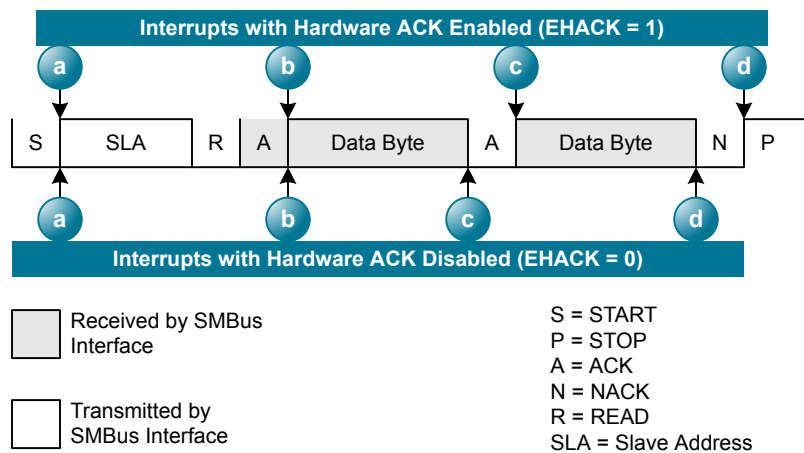 Interrupts with Hardware ACK Enabled (EHACK = 1)
a b c d
S SLA R A Data Byte A Data Byte N P
a b c d
Interrupts with Hardware ACK Disabled (EHACK = 0)
Received by SMBus
Interface
Transmitted by
SMBus Interface
S = START
P = STOP
A = ACK
N = NACK
R = READ
SLA = Slave Address